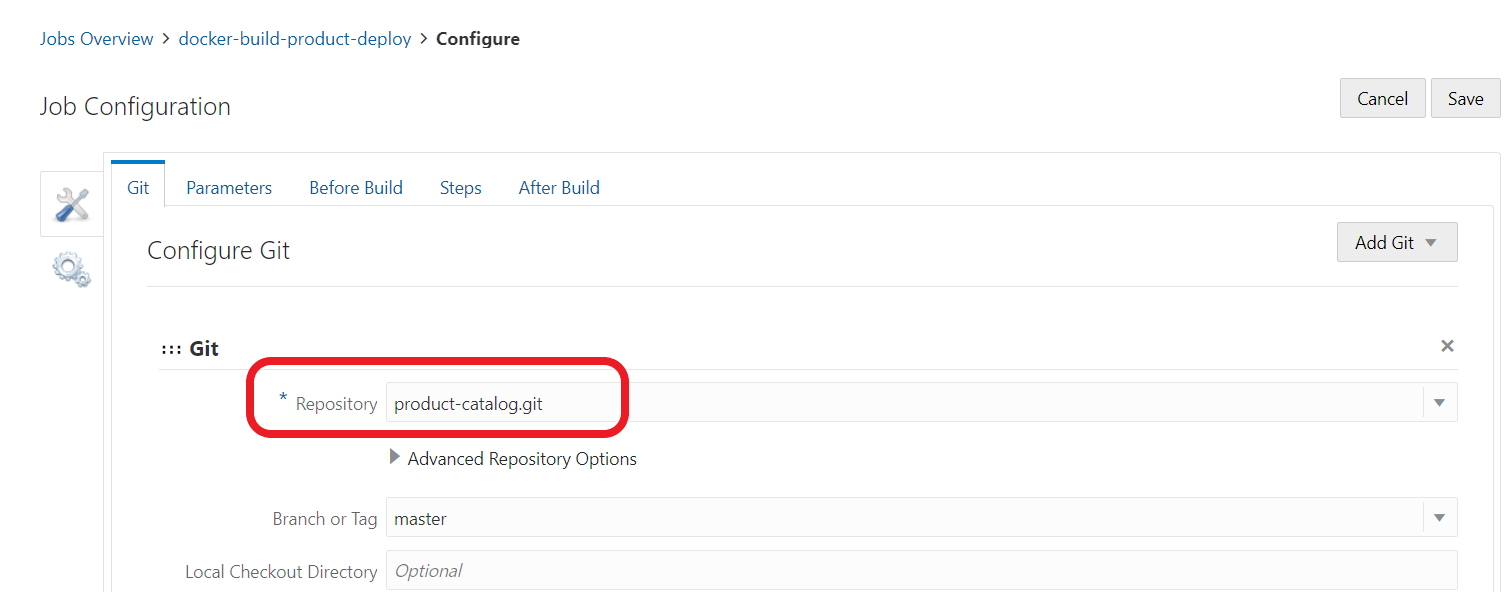 Jobs Overview > docker-build-product-deploy > Configure
Job Configuration
Cancel
Save
Git
Parameters
Before Build
Steps
After Build
Configure Git
Add Git
Git
* Repository
product-catalog.git
Advanced Repository Options
Branch or Tag
master
Local Checkout Directory
Optional